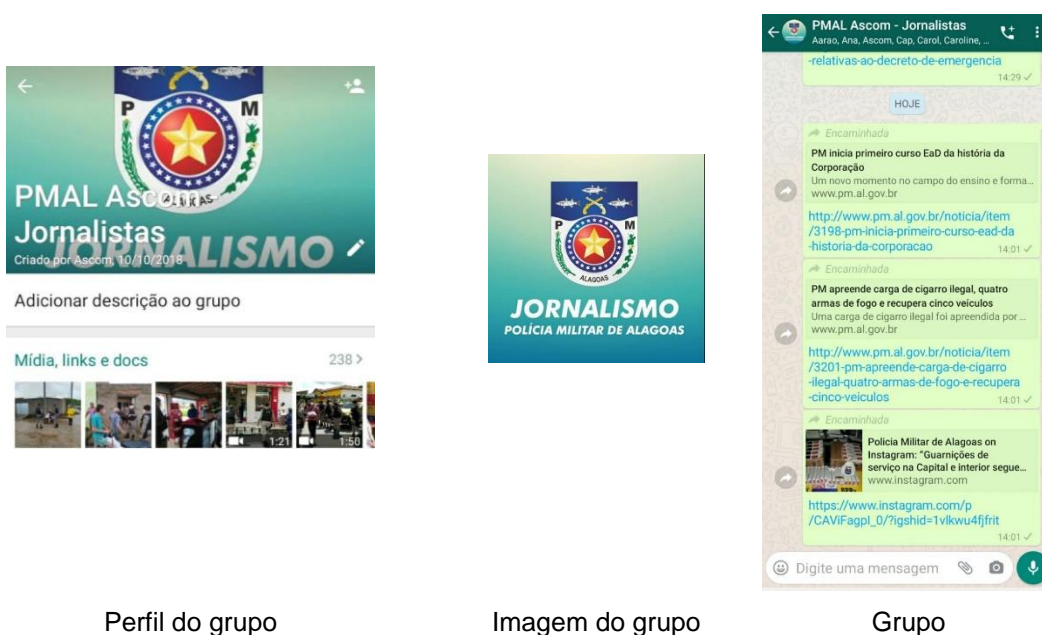 P M
ALAGOAS
PMAL Ascom -
Jornalistas
JORNALISMO
Criado por Ascom, 10/10/2018
Adicionar descrição ao grupo
Mídia, links e docs 238 >
1:21 1:50
P M
ALAGOAS
JORNALISMO
POLÍCIA MILITAR DE ALAGOAS
PMAL Ascom - Jornalistas
Aarao, Ana, Ascom, Cap, Carol, Caroline, ...
-relativas-ao-decreto-de-emergencia
14:29
HOJE
Encaminhada
PM inicia primeiro curso EaD da história da
Corporação
Um novo momento no campo do ensino e forma...
www.pm.al.gov.br
http://www.pm.al.gov.br/noticia/item
/3198-pm-inicia-primeiro-curso-ead-da
-historia-da-corporacao 14:01
Encaminhada
PM apreende carga de cigarro ilegal, quatro
armas de fogo e recupera cinco veículos
Uma carga de cigarro ilegal foi apreendida por ...
www.pm.al.gov.br
http://www.pm.al.gov.br/noticia/item
/3201-pm-apreende-carga-de-cigarro
-ilegal-quatro-armas-de-fogo-e-recupera
-cinco-veiculos 14:01
Encaminhada
Policia Militar de Alagoas on
Instagram: “Guarnições de
serviço na Capital e interior segue...
www.instagram.com
https://www.instagram.com/p
/CAViFagpl_0/?igshid=1vlkwu4fjfrit
14:01
Digite uma mensagem
Perfil do grupo
Imagem do grupo
Grupo